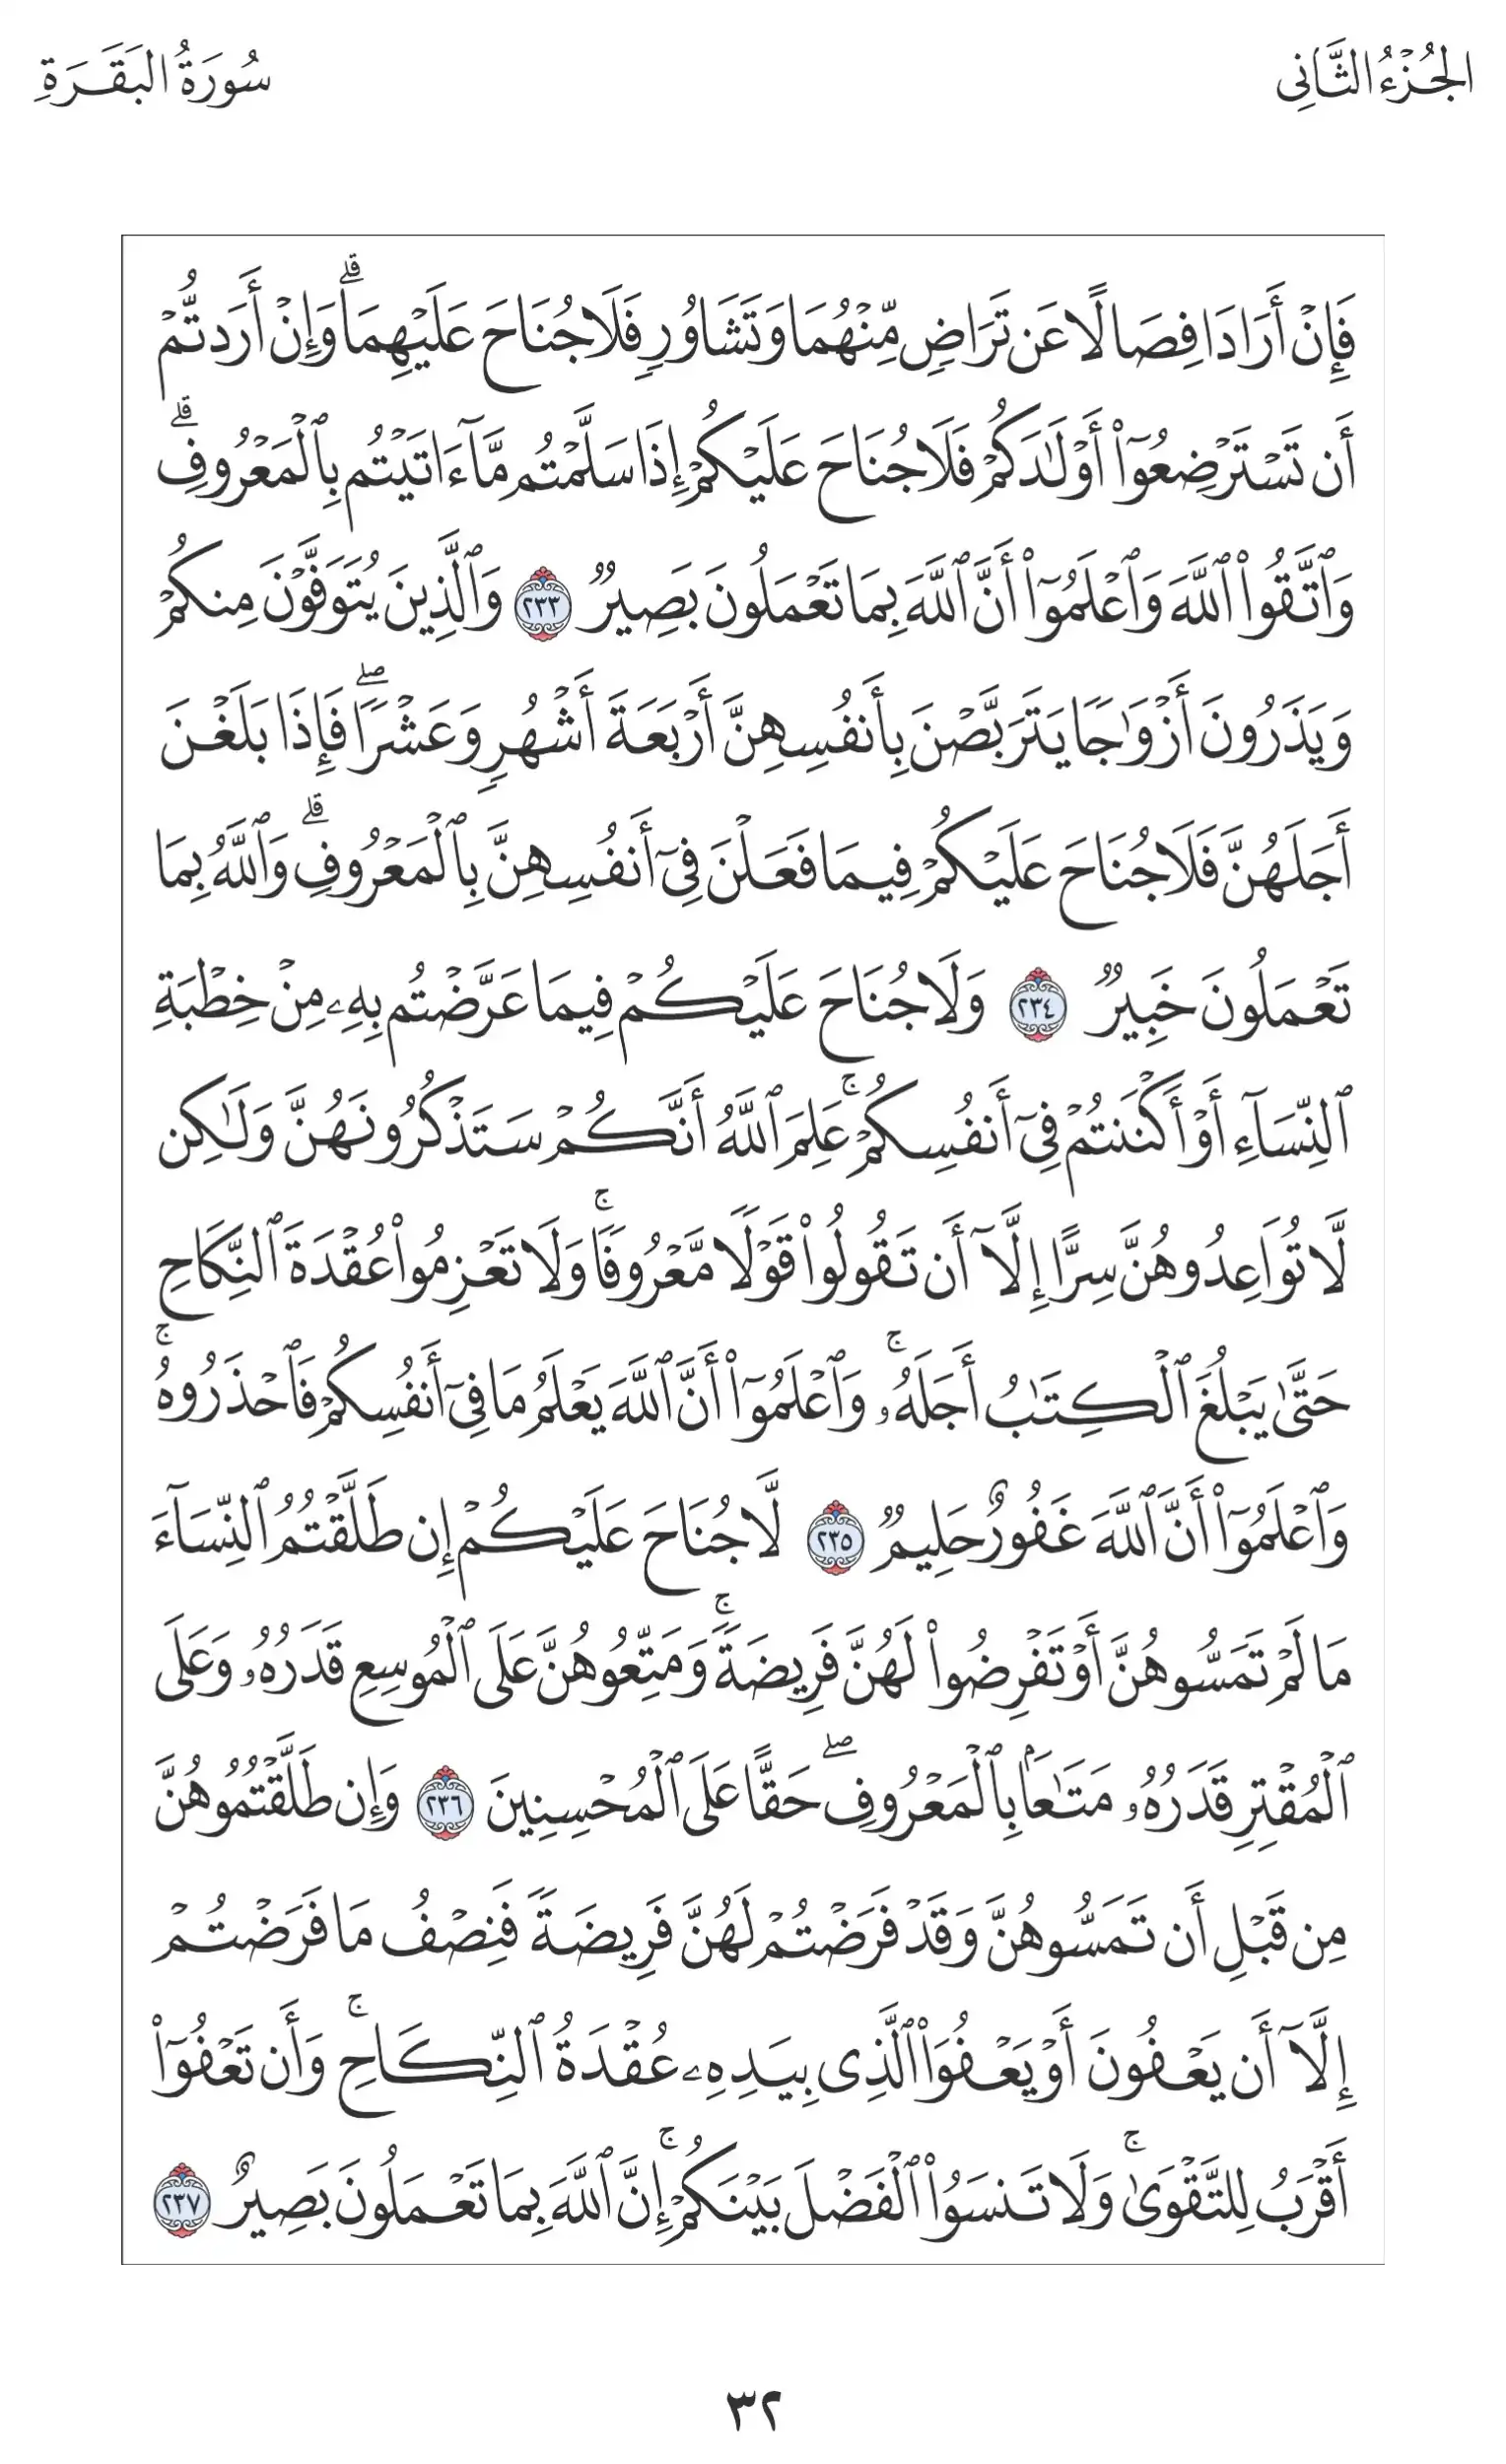 الجُزْءُ الثَّانِي
سُورَةُ البَقَرَةِ
فَإِنْ أَرَادَا فِصَالًا عَن تَرَاضٍ مِّنْهُمَا وَتَشَاوُرٍ فَلَا جُنَاحَ عَلَيْهِمَاۗ وَإِنْ أَرَدتُّمْ
أَن تَسْتَرْضِعُوٓا۟ أَوْلَٰدَكُمْ فَلَا جُنَاحَ عَلَيْكُمْ إِذَا سَلَّمْتُم مَّآ ءَاتَيْتُم بِٱلْمَعْرُوفِۗ
وَٱتَّقُوا۟ ٱللَّهَ وَٱعْلَمُوٓا۟ أَنَّ ٱللَّهَ بِمَا تَعْمَلُونَ بَصِيرٌ ٢٣٣ وَٱلَّذِينَ يُتَوَفَّوْنَ مِنكُمْ
وَيَذَرُونَ أَزْوَٰجًا يَتَرَبَّصْنَ بِأَنفُسِهِنَّ أَرْبَعَةَ أَشْهُرٍ وَعَشْرًاۖ فَإِذَا بَلَغْنَ
أَجَلَهُنَّ فَلَا جُنَاحَ عَلَيْكُمْ فِيمَا فَعَلْنَ فِىٓ أَنفُسِهِنَّ بِٱلْمَعْرُوفِۗ وَٱللَّهُ بِمَا
تَعْمَلُونَ خَبِيرٌ ٢٣٤ وَلَا جُنَاحَ عَلَيْكُمْ فِيمَا عَرَّضْتُم بِهِۦ مِنْ خِطْبَةِ
ٱلنِّسَآءِ أَوْ أَكْنَنتُمْ فِىٓ أَنفُسِكُمْۚ عَلِمَ ٱللَّهُ أَنَّكُمْ سَتَذْكُرُونَهُنَّ وَلَٰكِن
لَّا تُوَاعِدُوهُنَّ سِرًّا إِلَّآ أَن تَقُولُوا۟ قَوْلًا مَّعْرُوفًاۚ وَلَا تَعْزِمُوا۟ عُقْدَةَ ٱلنِّكَاحِ
حَتَّىٰ يَبْلُغَ ٱلْكِتَٰبُ أَجَلَهُۥۚ وَٱعْلَمُوٓا۟ أَنَّ ٱللَّهَ يَعْلَمُ مَا فِىٓ أَنفُسِكُمْ فَٱحْذَرُوهُۚ
وَٱعْلَمُوٓا۟ أَنَّ ٱللَّهَ غَفُورٌ حَلِيمٌ ٢٣٥ لَّا جُنَاحَ عَلَيْكُمْ إِن طَلَّقْتُمُ ٱلنِّسَآءَ
مَا لَمْ تَمَسُّوهُنَّ أَوْ تَفْرِضُوا۟ لَهُنَّ فَرِيضَةًۚ وَمَتِّعُوهُنَّ عَلَى ٱلْمُوسِعِ قَدَرُهُۥ وَعَلَى
ٱلْمُقْتِرِ قَدَرُهُۥ مَتَٰعًۢا بِٱلْمَعْرُوفِۖ حَقًّا عَلَى ٱلْمُحْسِنِينَ ٢٣٦ وَإِن طَلَّقْتُمُوهُنَّ
مِن قَبْلِ أَن تَمَسُّوهُنَّ وَقَدْ فَرَضْتُمْ لَهُنَّ فَرِيضَةً فَنِصْفُ مَا فَرَضْتُمْ
إِلَّآ أَن يَعْفُونَ أَوْ يَعْفُوَا۟ ٱلَّذِى بِيَدِهِۦ عُقْدَةُ ٱلنِّكَاحِۚ وَأَن تَعْفُوٓا۟
أَقْرَبُ لِلتَّقْوَىٰۚ وَلَا تَنسَوُا۟ ٱلْفَضْلَ بَيْنَكُمْۚ إِنَّ ٱللَّهَ بِمَا تَعْمَلُونَ بَصِيرٌ ٢٣٧
٣٢